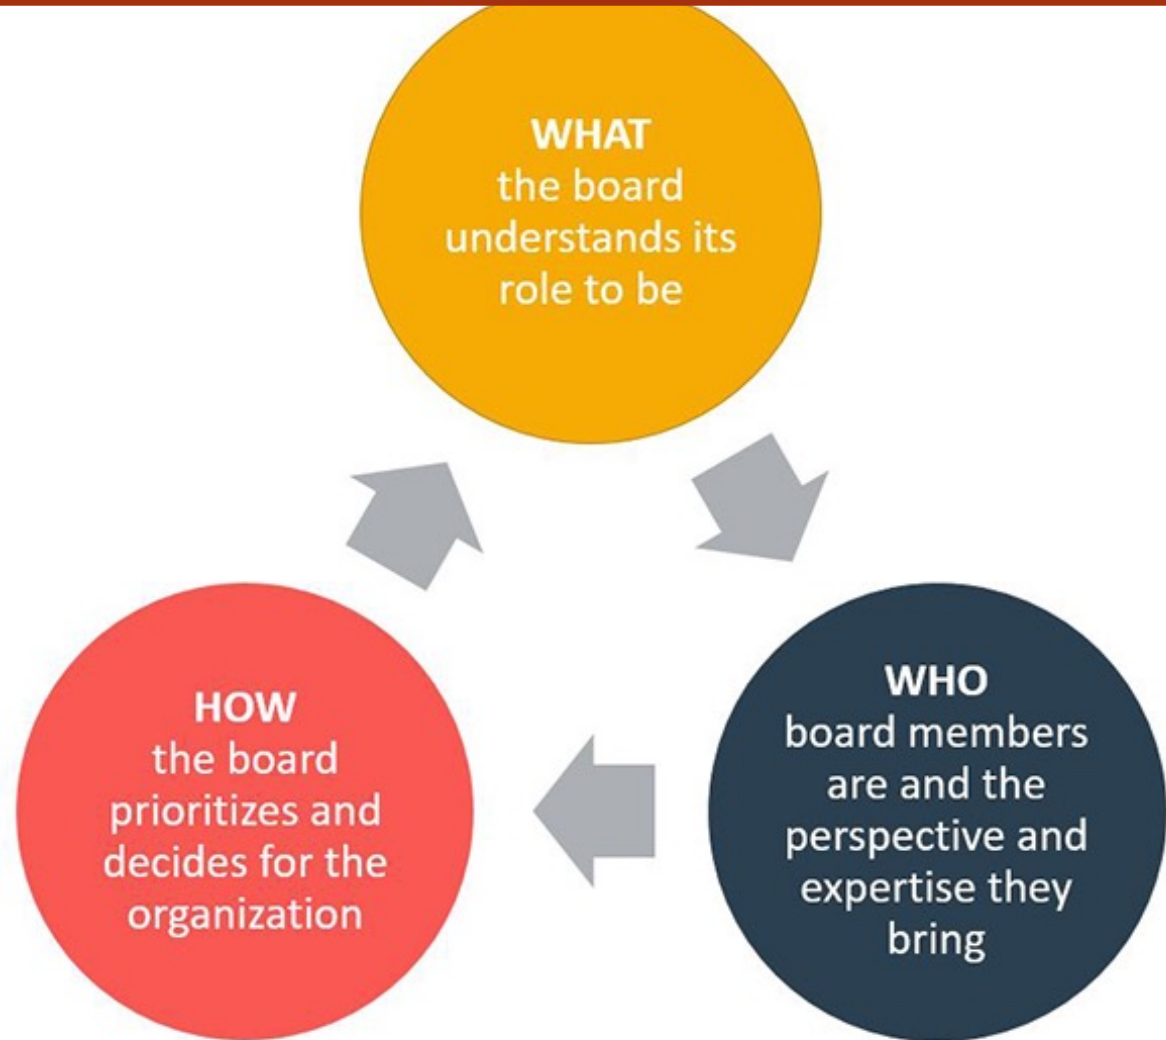 WHAT
the board
understands its
role to be
WHO
board members
are and the
perspective and
expertise they
bring
HOW
the board
prioritizes and
decides for the
organization